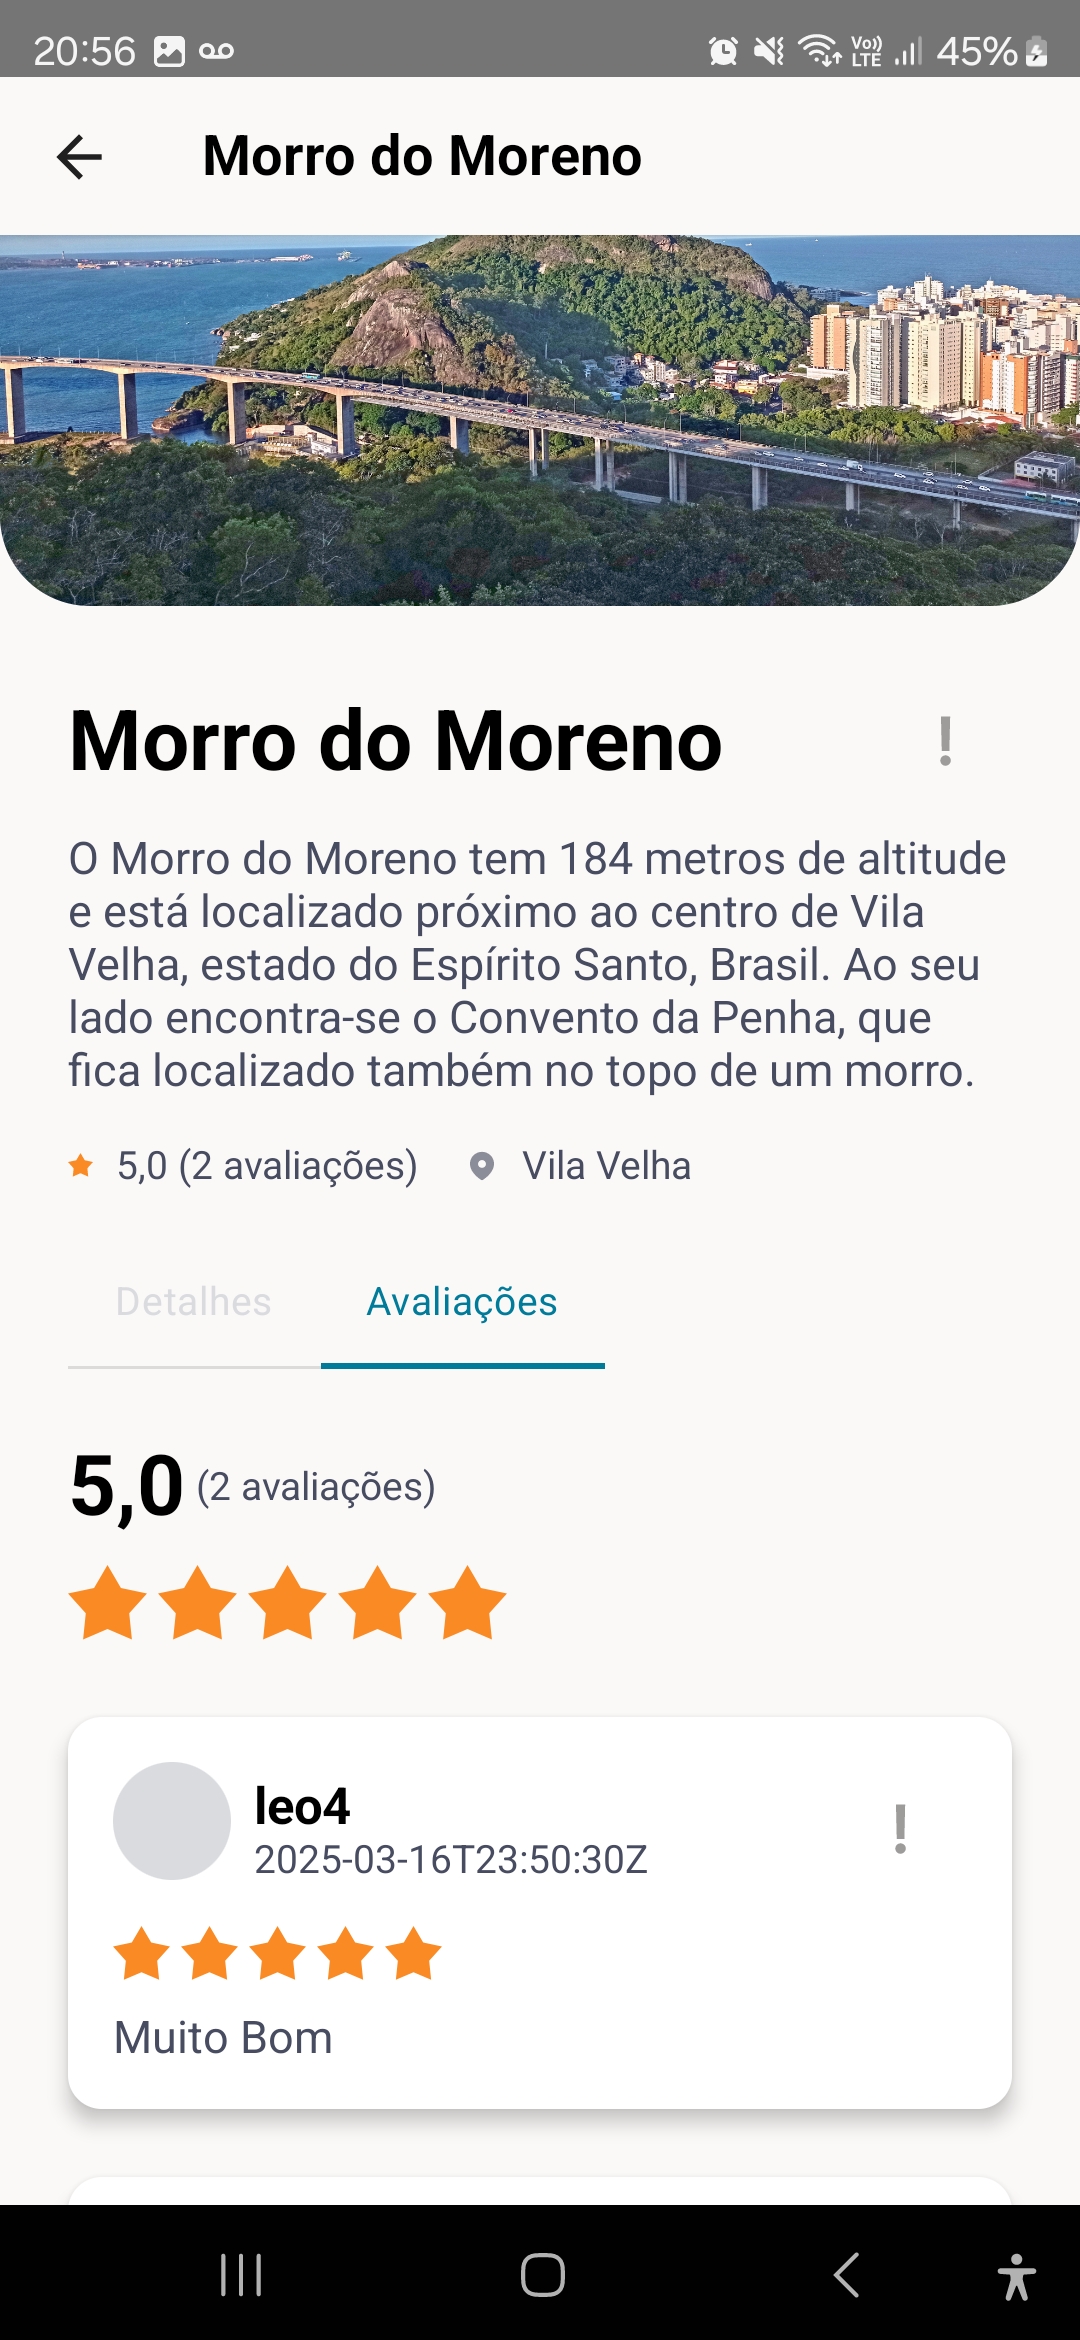 20:56
Vo)) LTE 45%
Morro do Moreno
Morro do Moreno
O Morro do Moreno tem 184 metros de altitude
e está localizado próximo ao centro de Vila
Velha, estado do Espírito Santo, Brasil. Ao seu
lado encontra-se o Convento da Penha, que
fica localizado também no topo de um morro.
5,0 (2 avaliações) Vila Velha
Detalhes Avaliações
5,0 (2 avaliações)
leo4
2025-03-16T23:50:30Z
Muito Bom